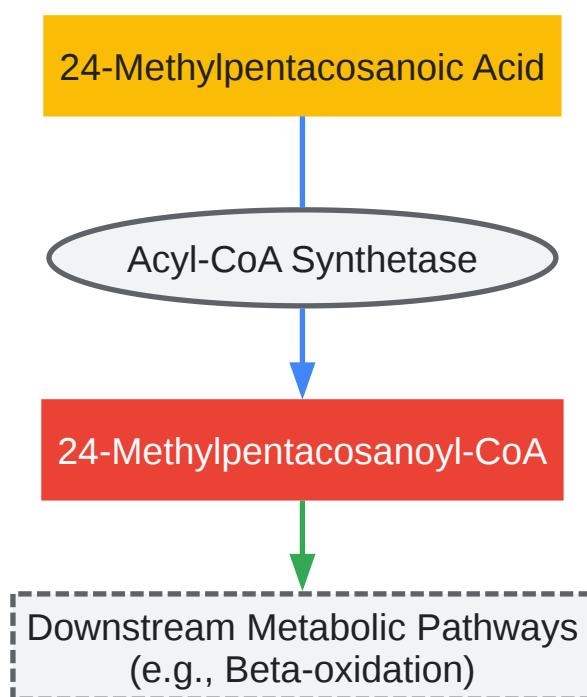 24-Methylpentacosanoic Acid
Acyl-CoA Synthetase
24-Methylpentacosanoyl-CoA
Downstream Metabolic Pathways
(e.g., Beta-oxidation)